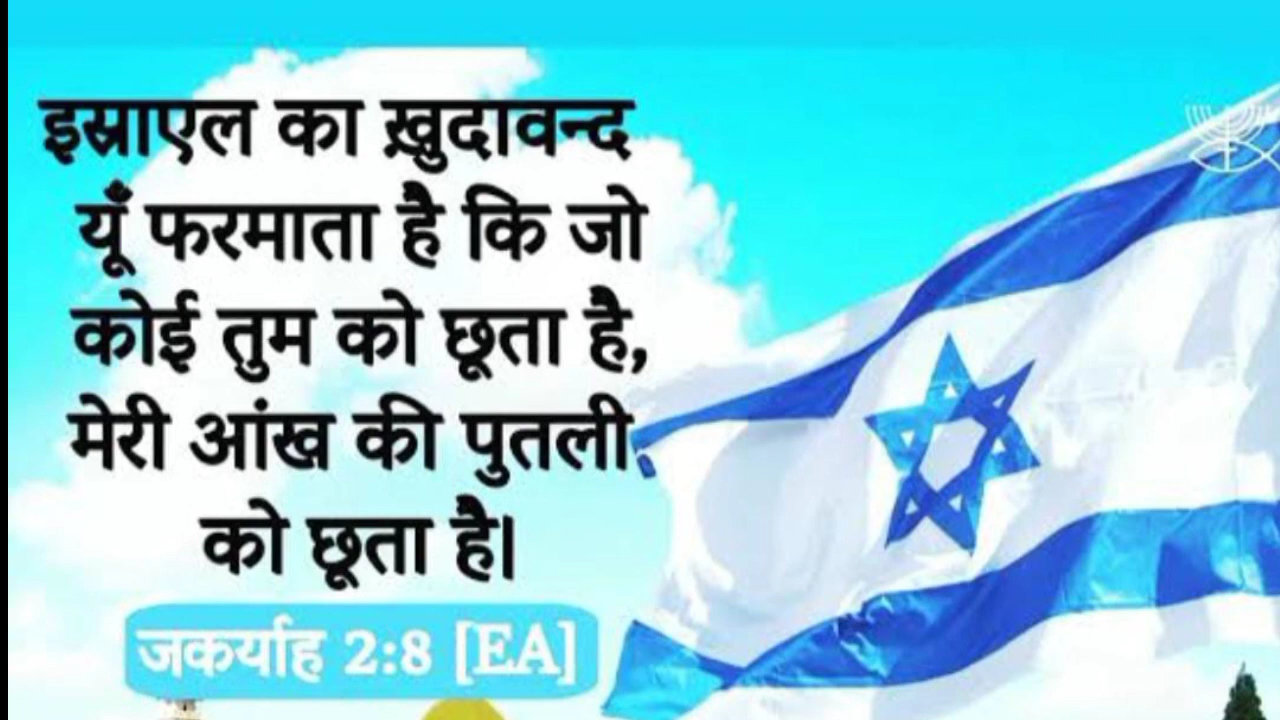 इस्राएल का ख़ुदावन्द
यूँ फरमाता है कि जो
कोई तुम को छूता है,
मेरी आंख की पुतली
को छूता है।
जकर्याह 2:8 [EA]